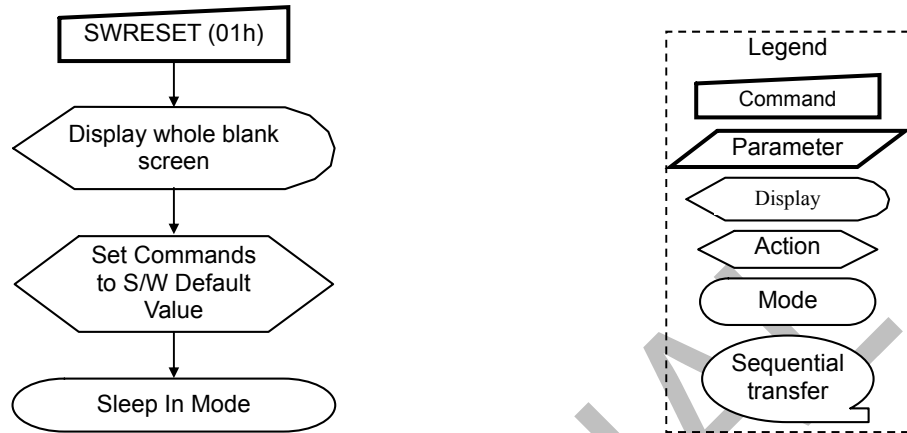 SWRESET (01h)
Display whole blank
screen
Set Commands
to S/W Default
Value
Sleep In Mode
Legend
Command
Parameter
Display
Action
Mode
Sequential
transfer